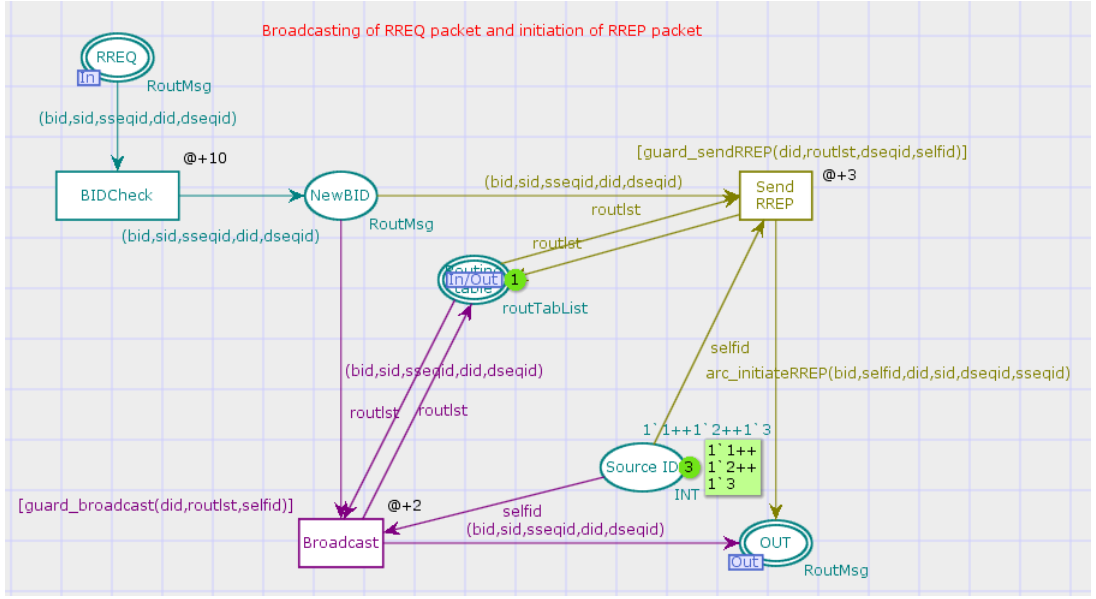 Broadcasting of RREQ packet and initiation of RREP packet
RREQ
In
RoutMsg
(bid,sid,sseqid,did,dseqid)
@+10
BIDCheck
(bid,sid,sseqid,did,dseqid)
NewBID
RoutMsg
[guard_sendRREP(did,routlst,dseqid,selfid)]
(bid,sid,sseqid,did,dseqid)
Send
RREP
@+3
routlst
routlst
Routing
In/Out
table
1
routTabList
(bid,sid,sseqid,did,dseqid)
routlst
routlst
selfid
arc_initiateRREP(bid,selfid,did,sid,dseqid,sseqid)
1`1++1`2++1`3
Source ID
3
1`1++
1`2++
1`3
INT
[guard_broadcast(did,routlst,selfid)]
@+2
selfid
(bid,sid,sseqid,did,dseqid)
Broadcast
OUT
Out
RoutMsg